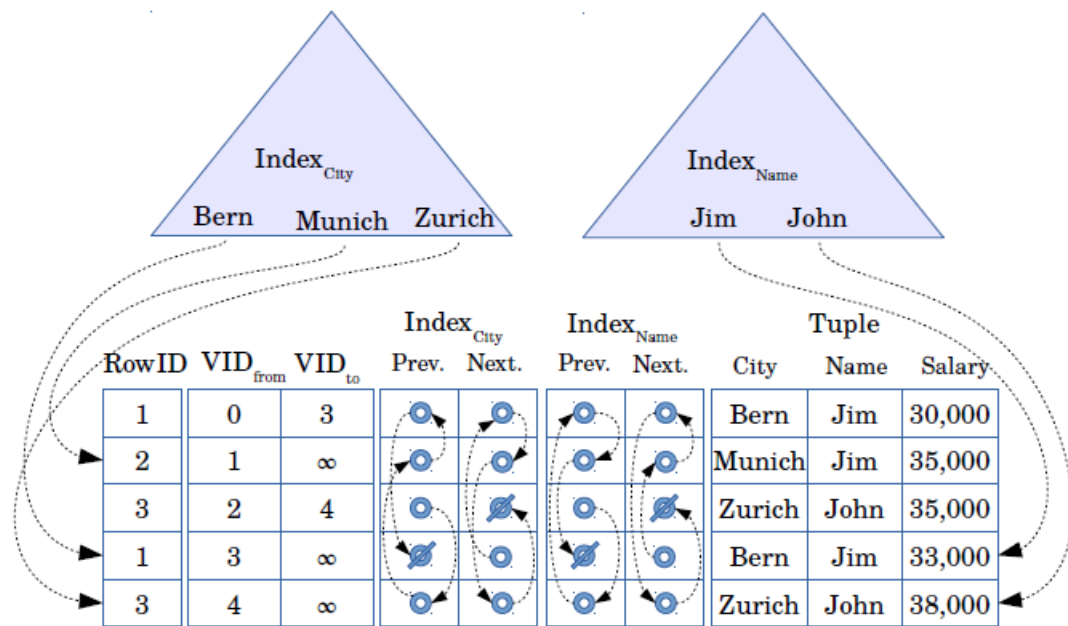 Index_City
Index_Name
Bern Munich Zurich
Jim John
Index_City Index_Name Tuple
RowID VID_from VID_to Prev. Next. Prev. Next. City Name Salary
1 0 3 Bern Jim 30,000
2 1 ∞ Munich Jim 35,000
3 2 4 Zurich John 35,000
1 3 ∞ Bern Jim 33,000
3 4 ∞ Zurich John 38,000